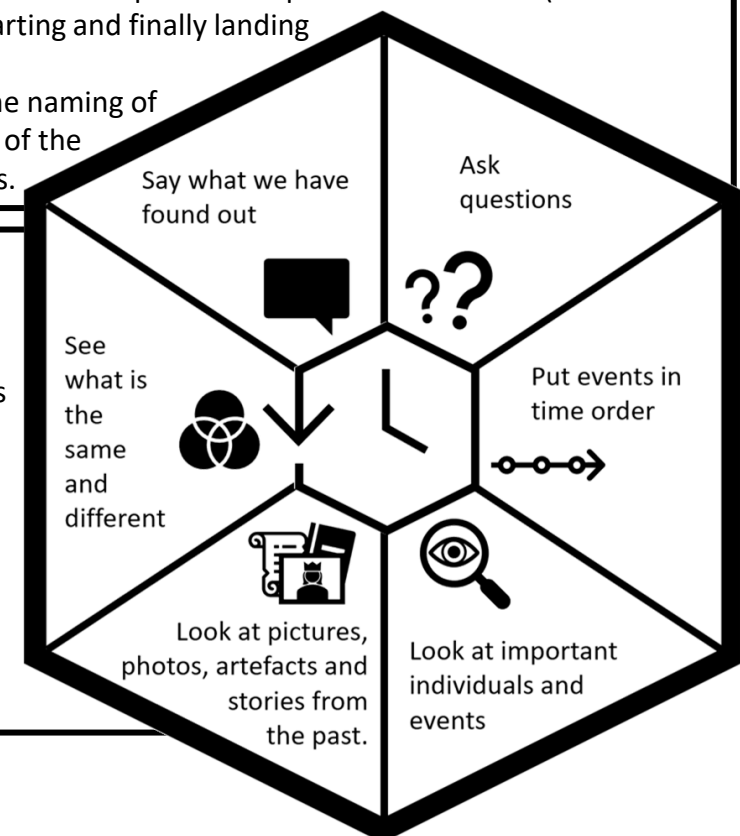 arting and finally landing
ne naming of
of the
s.
s
Say what we have
found out
Ask
questions
??
Put events in
time order
Look at important
individuals and
events
Look at pictures,
photos, artefacts and
stories from
the past.
See
what is
the
same
and
different